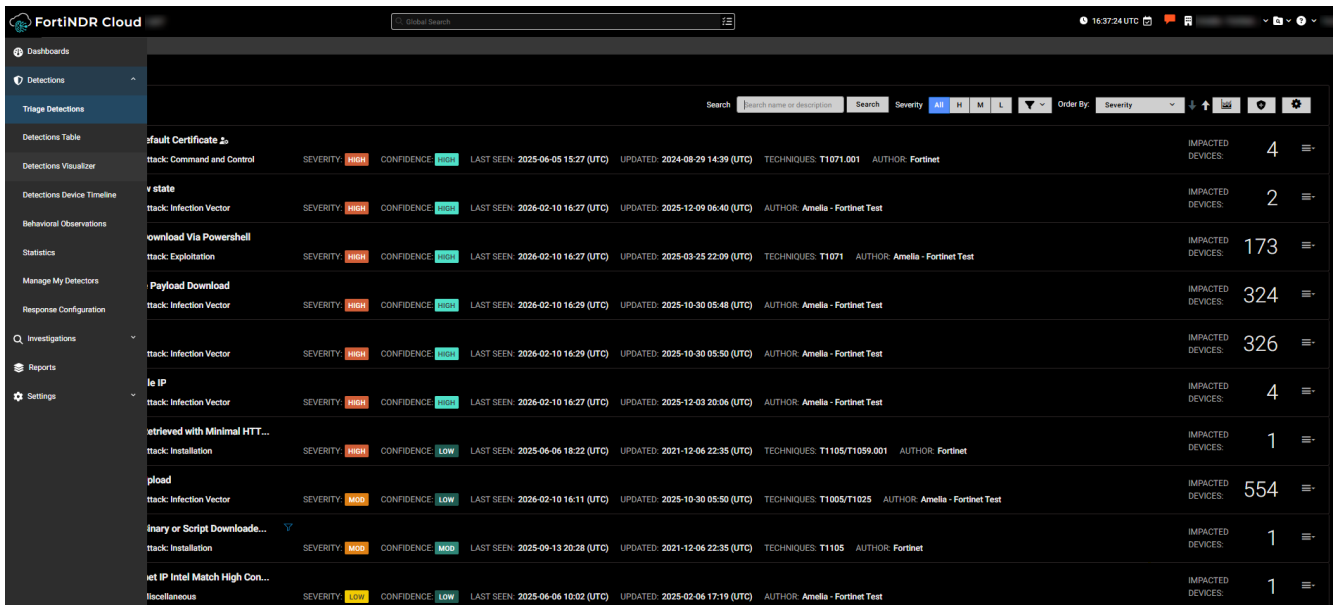 FortiNDR Cloud
Global Search
16:37:24 UTC
Dashboards
Detections
Triage Detections
Detections Table
Detections Visualizer
Detections Device Timeline
Behavioral Observations
Statistics
Manage My Detectors
Response Configuration
Investigations
Reports
Settings
Search Search name or description Search Severity All H M L Order By: Severity
efault Certificate
ttack: Command and Control SEVERITY: HIGH CONFIDENCE: HIGH LAST SEEN: 2025-06-05 15:27 (UTC) UPDATED: 2024-08-29 14:39 (UTC) TECHNIQUES: T1071.001 AUTHOR: Fortinet IMPACTED DEVICES: 4
w state
ttack: Infection Vector SEVERITY: HIGH CONFIDENCE: HIGH LAST SEEN: 2026-02-10 16:27 (UTC) UPDATED: 2025-12-09 06:40 (UTC) AUTHOR: Amelia - Fortinet Test IMPACTED DEVICES: 2
ownload Via Powershell
ttack: Exploitation SEVERITY: HIGH CONFIDENCE: HIGH LAST SEEN: 2026-02-10 16:27 (UTC) UPDATED: 2025-03-25 22:09 (UTC) TECHNIQUES: T1071 AUTHOR: Amelia - Fortinet Test IMPACTED DEVICES: 173
Payload Download
ttack: Infection Vector SEVERITY: HIGH CONFIDENCE: HIGH LAST SEEN: 2026-02-10 16:29 (UTC) UPDATED: 2025-10-30 05:48 (UTC) AUTHOR: Amelia - Fortinet Test IMPACTED DEVICES: 324
ttack: Infection Vector SEVERITY: HIGH CONFIDENCE: HIGH LAST SEEN: 2026-02-10 16:29 (UTC) UPDATED: 2025-10-30 05:50 (UTC) AUTHOR: Amelia - Fortinet Test IMPACTED DEVICES: 326
le IP
ttack: Infection Vector SEVERITY: HIGH CONFIDENCE: HIGH LAST SEEN: 2026-02-10 16:27 (UTC) UPDATED: 2025-12-03 20:06 (UTC) AUTHOR: Amelia - Fortinet Test IMPACTED DEVICES: 4
etrieved with Minimal HTT...
ttack: Installation SEVERITY: HIGH CONFIDENCE: LOW LAST SEEN: 2025-06-06 18:22 (UTC) UPDATED: 2021-12-06 22:35 (UTC) TECHNIQUES: T1105/T1059.001 AUTHOR: Fortinet IMPACTED DEVICES: 1
pload
ttack: Infection Vector SEVERITY: MOD CONFIDENCE: LOW LAST SEEN: 2026-02-10 16:11 (UTC) UPDATED: 2025-10-30 05:50 (UTC) TECHNIQUES: T1005/T1025 AUTHOR: Amelia - Fortinet Test IMPACTED DEVICES: 554
inary or Script Downloade...
ttack: Installation SEVERITY: MOD CONFIDENCE: MOD LAST SEEN: 2025-09-13 20:28 (UTC) UPDATED: 2021-12-06 22:35 (UTC) TECHNIQUES: T1105 AUTHOR: Fortinet IMPACTED DEVICES: 1
et IP Intel Match High Con...
Miscellaneous SEVERITY: LOW CONFIDENCE: LOW LAST SEEN: 2025-06-06 10:02 (UTC) UPDATED: 2025-02-06 17:19 (UTC) AUTHOR: Amelia - Fortinet Test IMPACTED DEVICES: 1